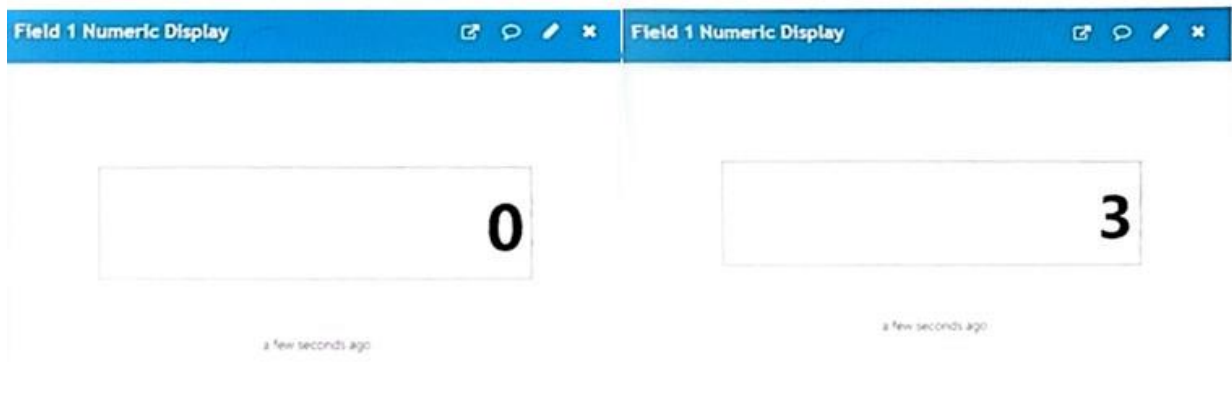 Field 1 Numeric Display
0
a few seconds ago
Field 1 Numeric Display
3
a few seconds ago